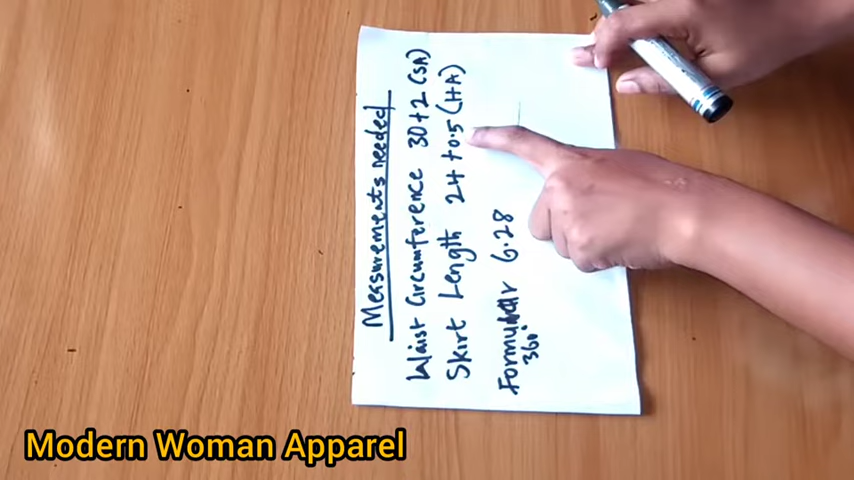 Measurements needed
Waist Circumference 30+2 (SA)
Skirt Length 24 + 0.5 (HA)
Formular 6.28
360°
Modern Woman Apparel